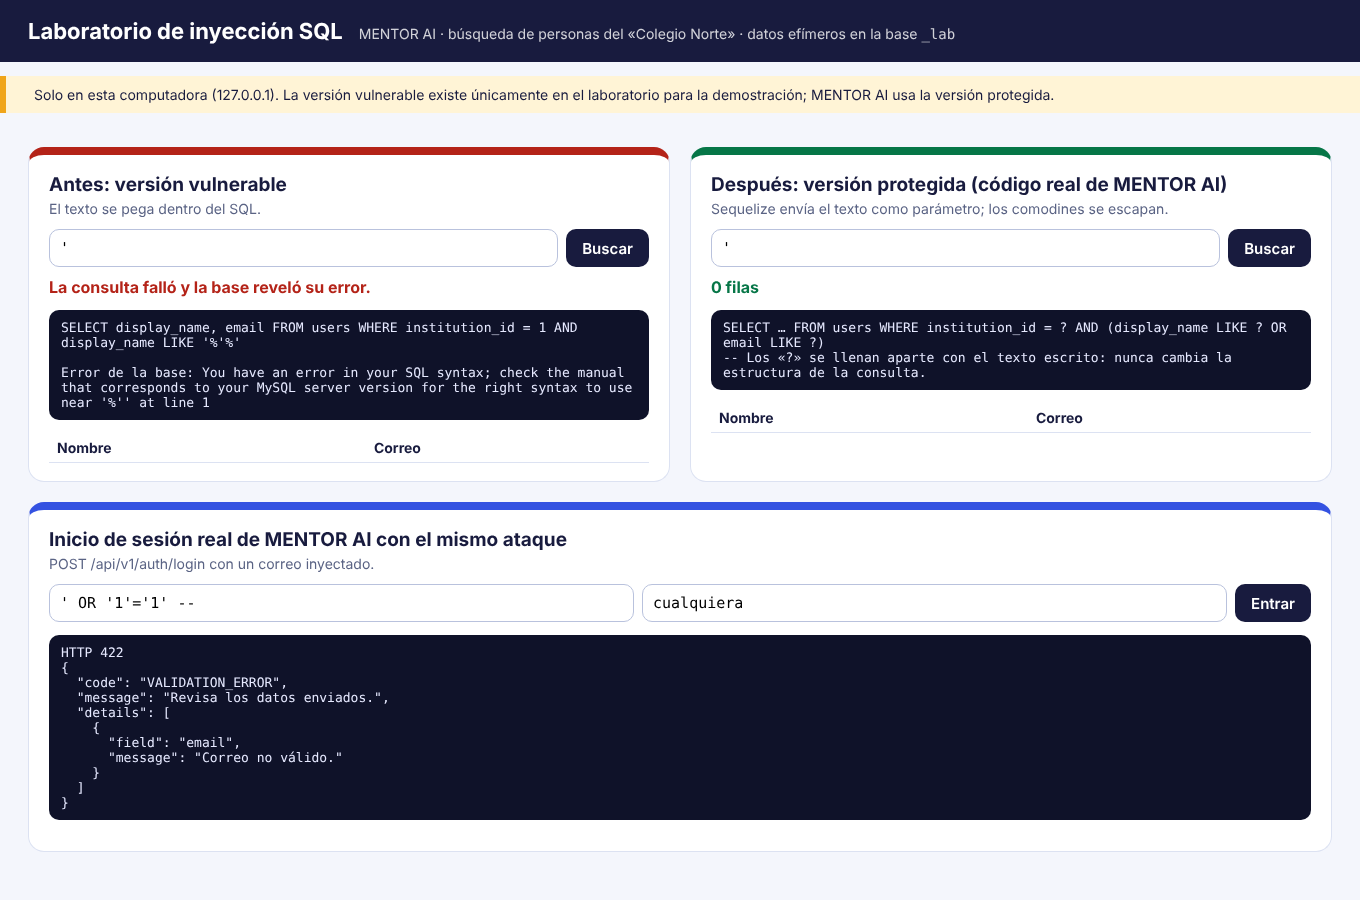 Laboratorio de inyección SQL MENTOR AI · búsqueda de personas del «Colegio Norte» · datos efímeros en la base _lab
Solo en esta computadora (127.0.0.1). La versión vulnerable existe únicamente en el laboratorio para la demostración; MENTOR AI usa la versión protegida.
Antes: versión vulnerable
El texto se pega dentro del SQL.
'
Buscar
La consulta falló y la base reveló su error.
SELECT display_name, email FROM users WHERE institution_id = 1 AND
display_name LIKE '%'%'
Error de la base: You have an error in your SQL syntax; check the manual
that corresponds to your MySQL server version for the right syntax to use
near '%'' at line 1
Nombre Correo
Después: versión protegida (código real de MENTOR AI)
Sequelize envía el texto como parámetro; los comodines se escapan.
'
Buscar
0 filas
SELECT … FROM users WHERE institution_id = ? AND (display_name LIKE ? OR
email LIKE ?)
-- Los «?» se llenan aparte con el texto escrito: nunca cambia la
estructura de la consulta.
Nombre Correo
Inicio de sesión real de MENTOR AI con el mismo ataque
POST /api/v1/auth/login con un correo inyectado.
' OR '1'='1' --
cualquiera
Entrar
HTTP 422
{
  "code": "VALIDATION_ERROR",
  "message": "Revisa los datos enviados.",
  "details": [
    {
      "field": "email",
      "message": "Correo no válido."
    }
  ]
}